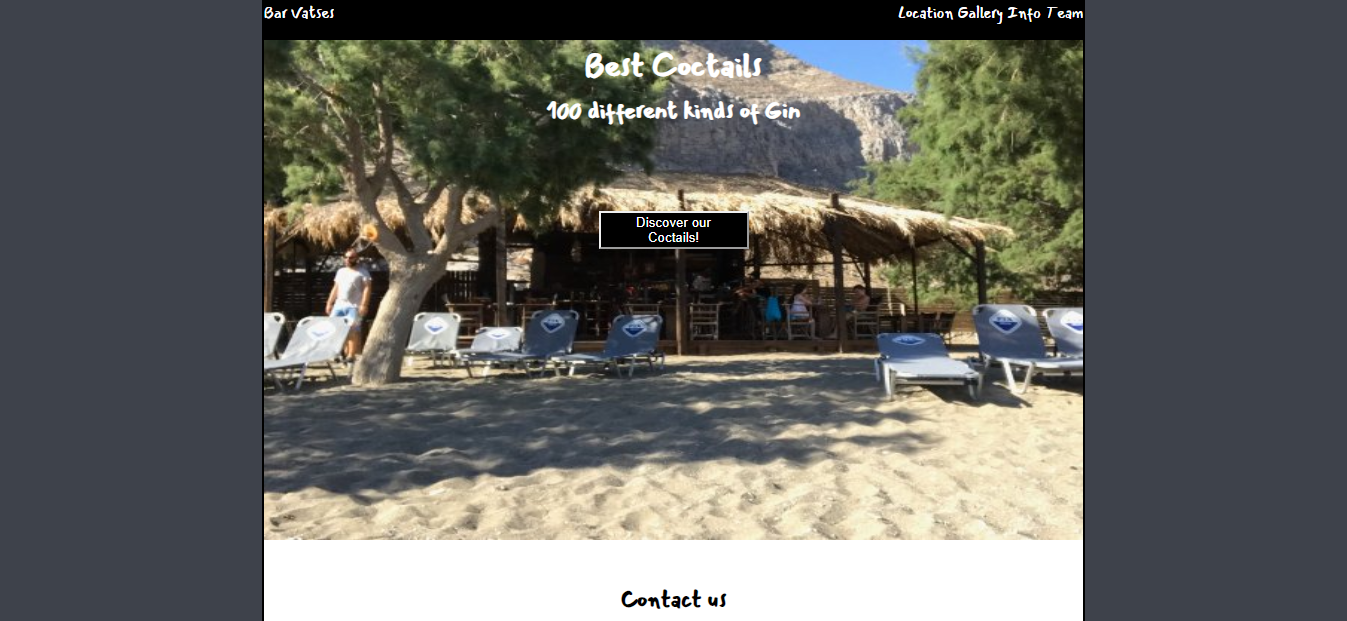 Bar Vatses
Location Gallery Info Team
Best Coctails
100 different kinds of Gin
Discover our
Coctails!
Contact us